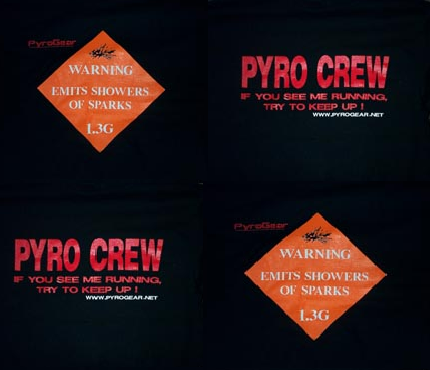 PyroGear
WARNING
EMITS SHOWERS
OF SPARKS
1.3G
PYRO CREW
IF YOU SEE ME RUNNING,
TRY TO KEEP UP !
WWW.PYROGEAR.NET
PYRO CREW
IF YOU SEE ME RUNNING,
TRY TO KEEP UP !
WWW.PYROGEAR.NET
PyroGear
WARNING
EMITS SHOWERS
OF SPARKS
1.3G